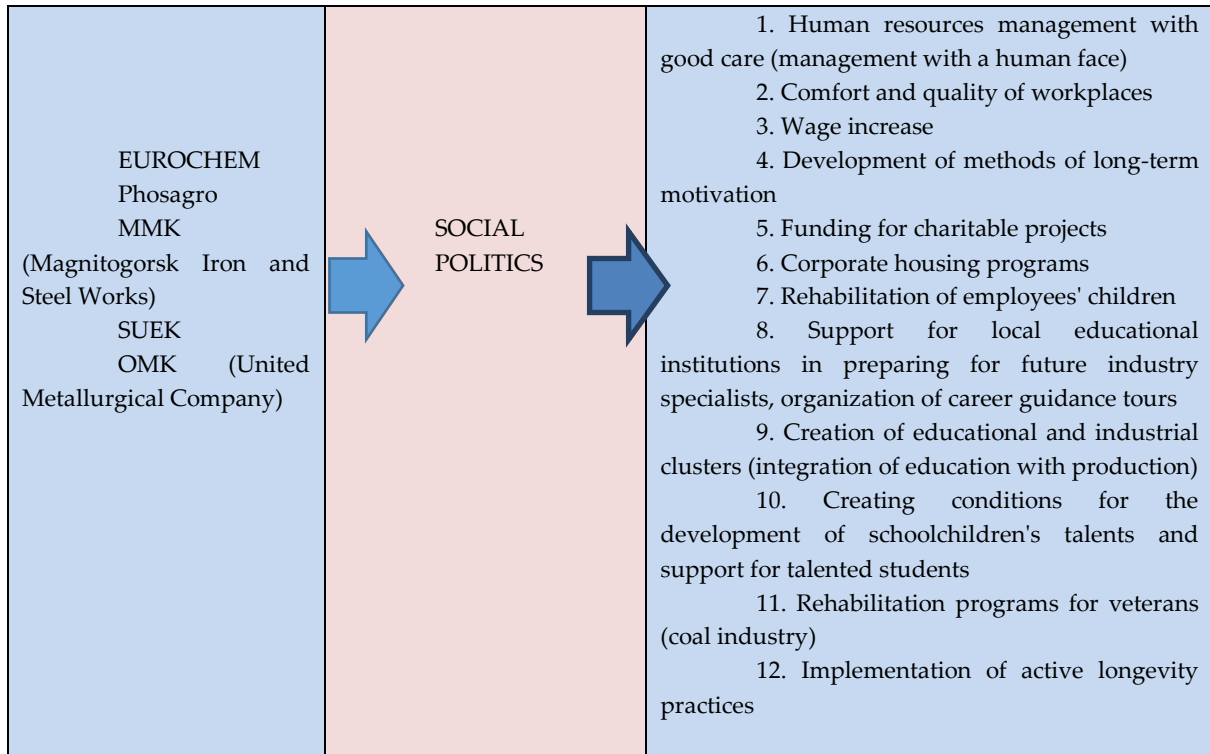 EUROCHEM
Phosagro
MMK
(Magnitogorsk Iron and
Steel Works)
SUEK
OMK (United
Metallurgical Company)
SOCIAL
POLITICS
1. Human resources management with
good care (management with a human face)
2. Comfort and quality of workplaces
3. Wage increase
4. Development of methods of long-term
motivation
5. Funding for charitable projects
6. Corporate housing programs
7. Rehabilitation of employees' children
8. Support for local educational
institutions in preparing for future industry
specialists, organization of career guidance tours
9. Creation of educational and industrial
clusters (integration of education with production)
10. Creating conditions for the
development of schoolchildren's talents and
support for talented students
11. Rehabilitation programs for veterans
(coal industry)
12. Implementation of active longevity
practices